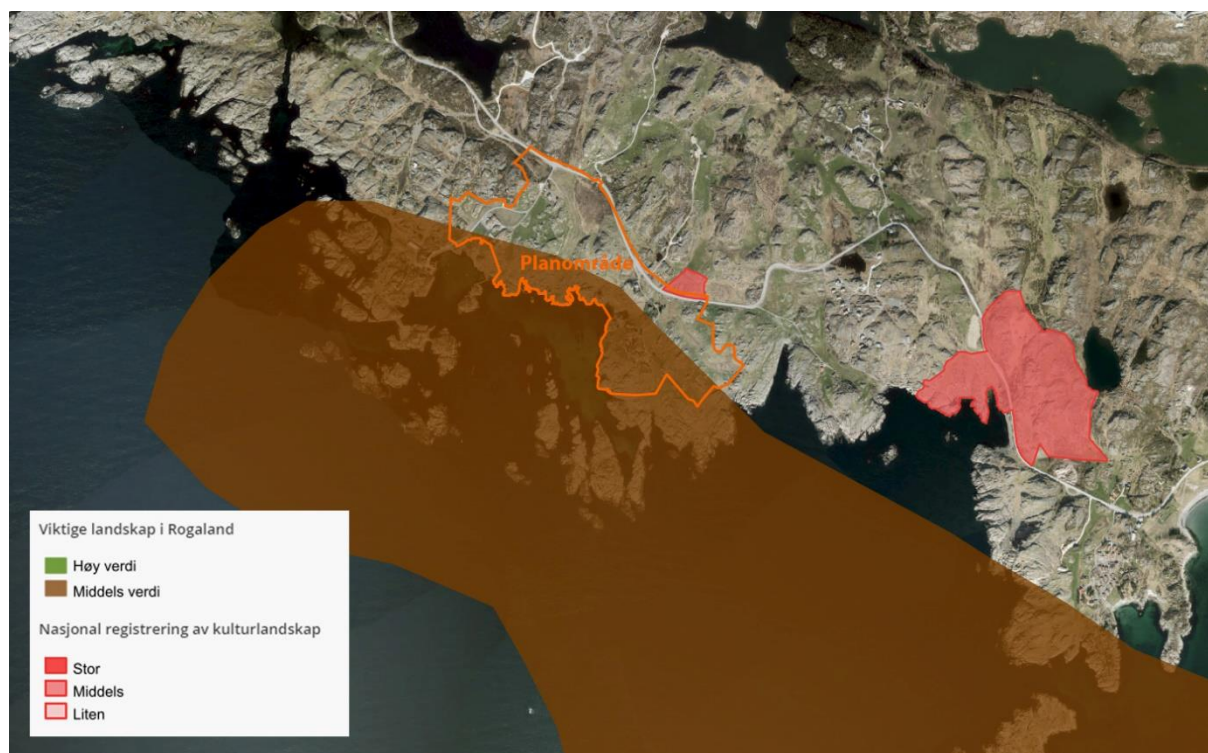 Planområde
Viktige landskap i Rogaland
Høy verdi
Middels verdi
Nasjonal registrering av kulturlandskap
Stor
Middels
Liten